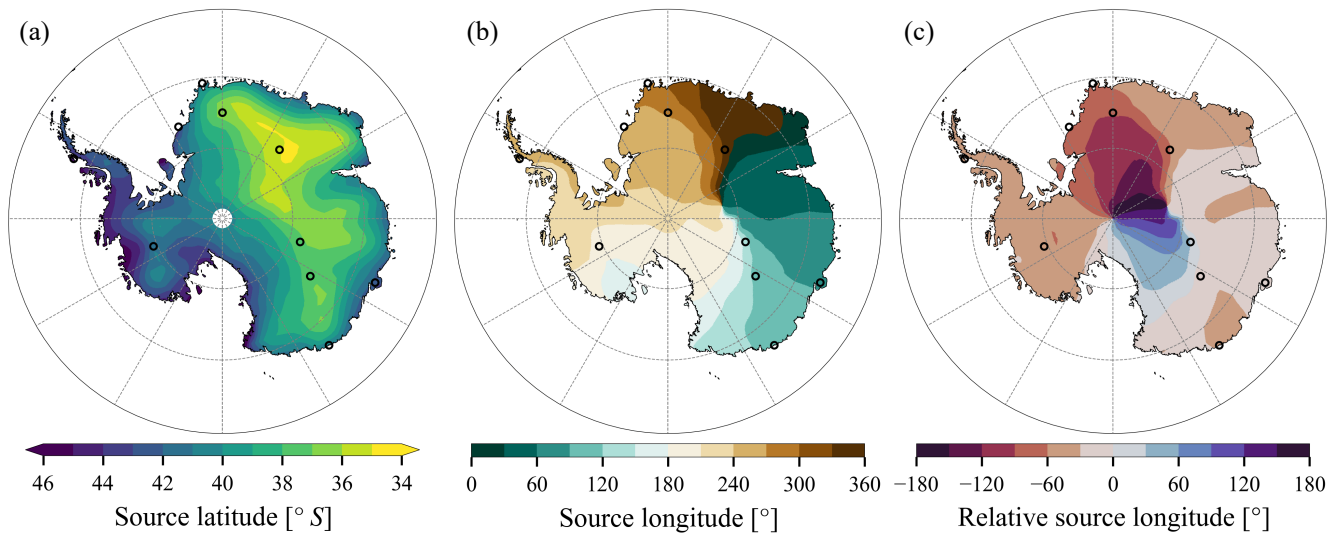 (a)
(b)
(c)
46 44 42 40 38 36 34
Source latitude [° S]
0 60 120 180 240 300 360
Source longitude [°]
−180 −120 −60 0 60 120 180
Relative source longitude [°]